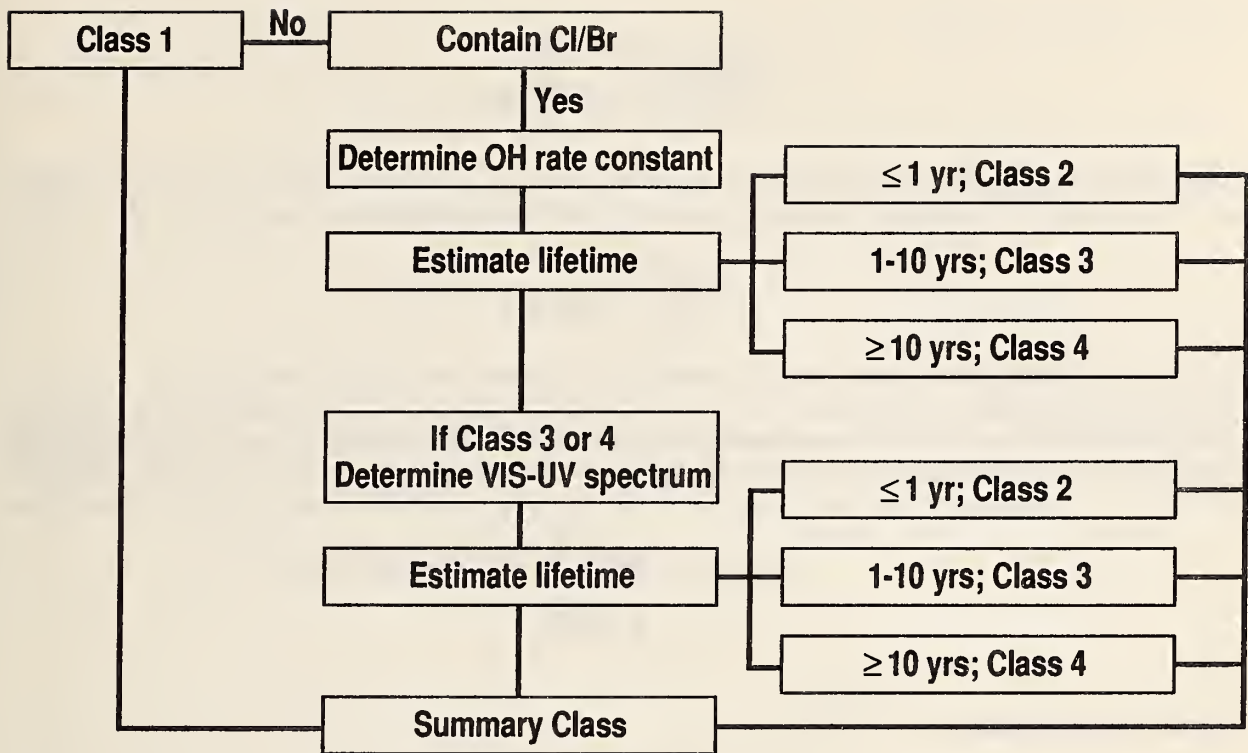 Class 1
No
Contain Cl/Br
Yes
Determine OH rate constant
Estimate lifetime
≤ 1 yr; Class 2
1-10 yrs; Class 3
≥ 10 yrs; Class 4
If Class 3 or 4
Determine VIS-UV spectrum
Estimate lifetime
≤ 1 yr; Class 2
1-10 yrs; Class 3
≥ 10 yrs; Class 4
Summary Class